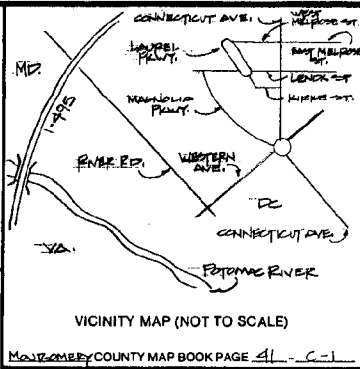 CONNECTICUT AVE.
WEST
MELROSE ST.
LAUREL
PKWY.
EAST MELROSE
ST.
MD.
LENOX ST
KIRKE ST.
I-495
MAGNOLIA
PKWY.
RIVER RD.
WESTERN
AVE.
DC
CONNECTICUT AVE.
VA.
POTOMAC RIVER
VICINITY MAP (NOT TO SCALE)
MONTGOMERY COUNTY MAP BOOK PAGE 41 - C-1